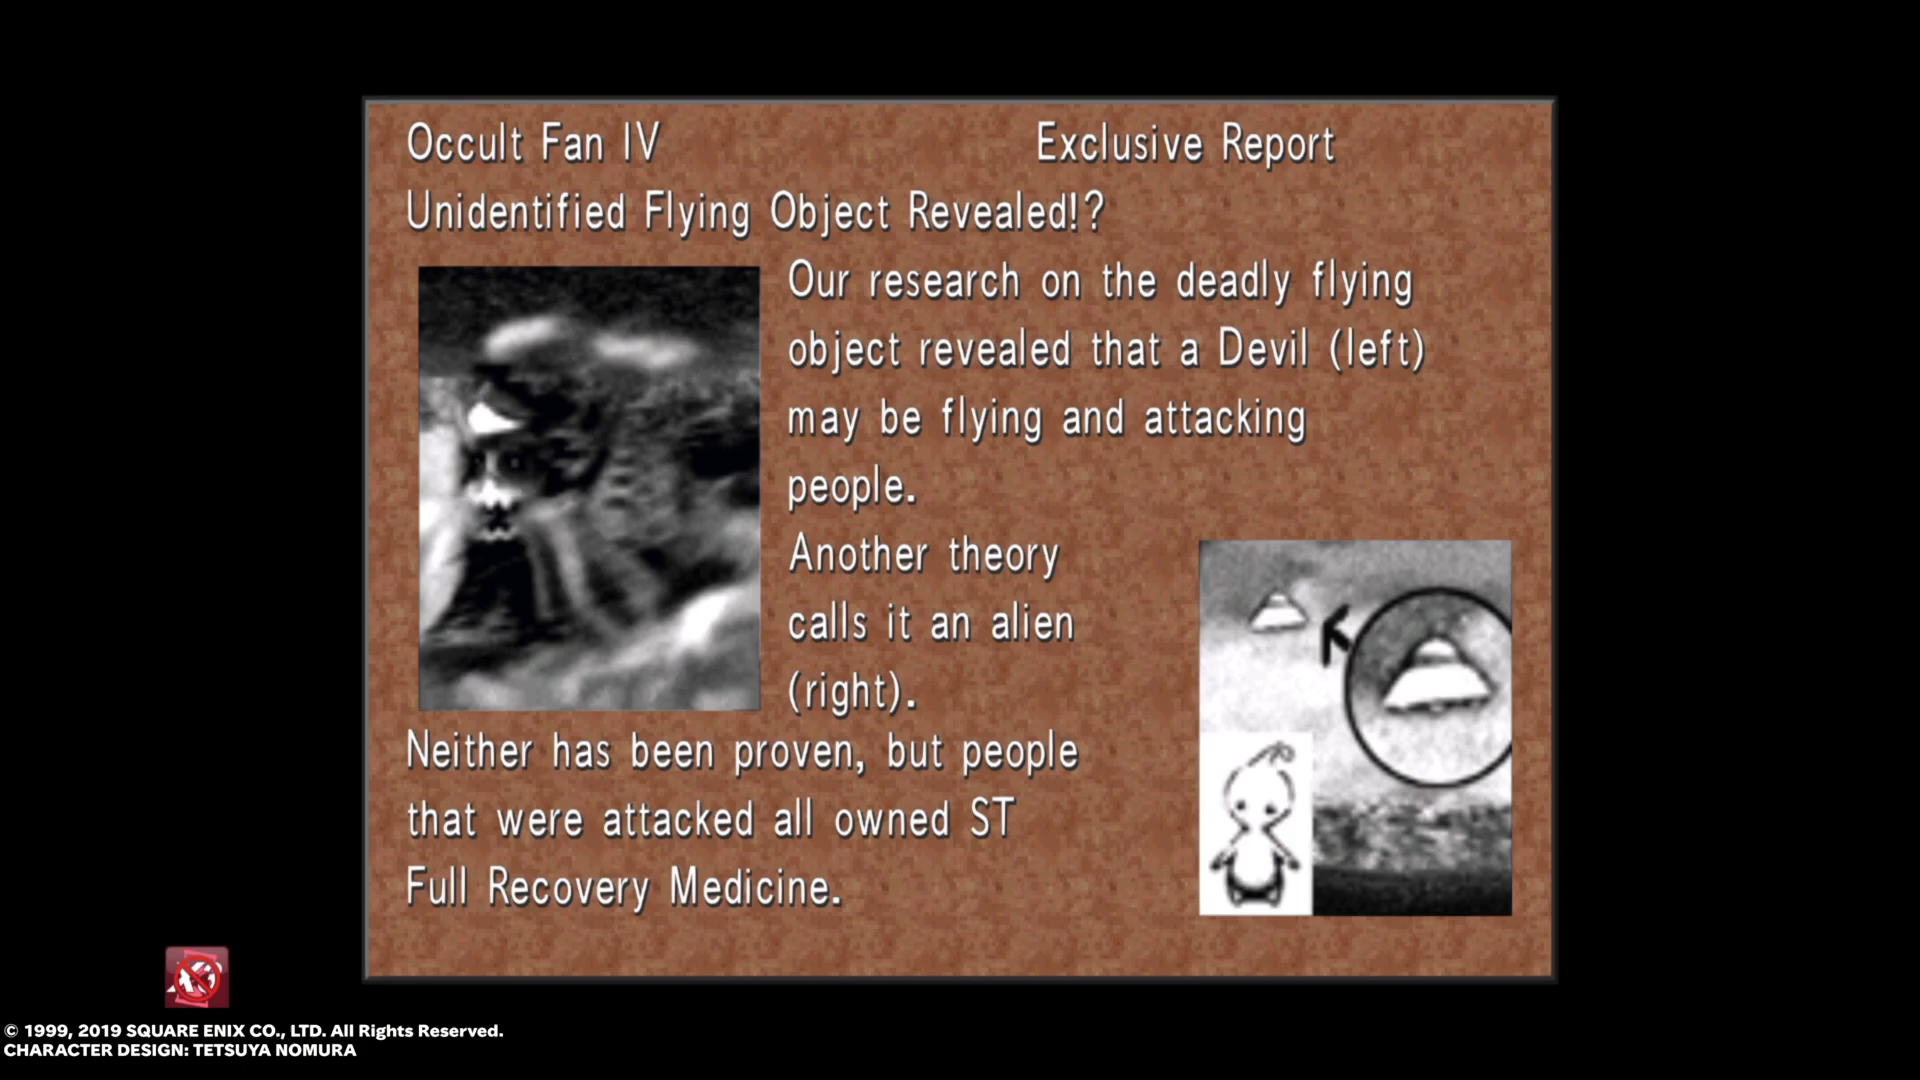 Occult Fan IV Exclusive Report
Unidentified Flying Object Revealed!?
Our research on the deadly flying
object revealed that a Devil (left)
may be flying and attacking
people.
Another theory
calls it an alien
(right).
Neither has been proven, but people
that were attacked all owned ST
Full Recovery Medicine.
© 1999, 2019 SQUARE ENIX CO., LTD. All Rights Reserved.
CHARACTER DESIGN: TETSUYA NOMURA